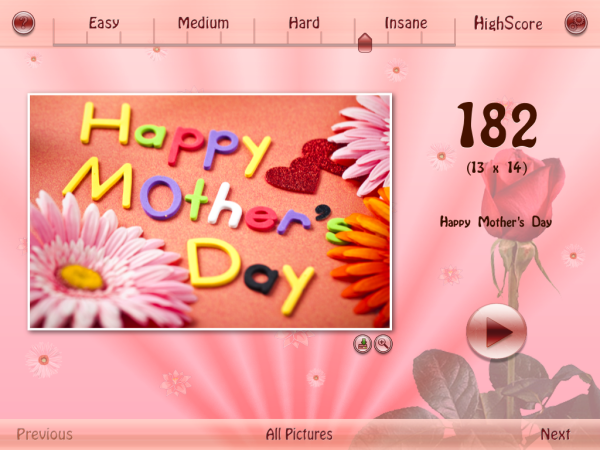 Easy Medium Hard Insane HighScore
Happy
Mother's
Day
182
(13 x 14)
Happy Mother's Day
Previous All Pictures Next